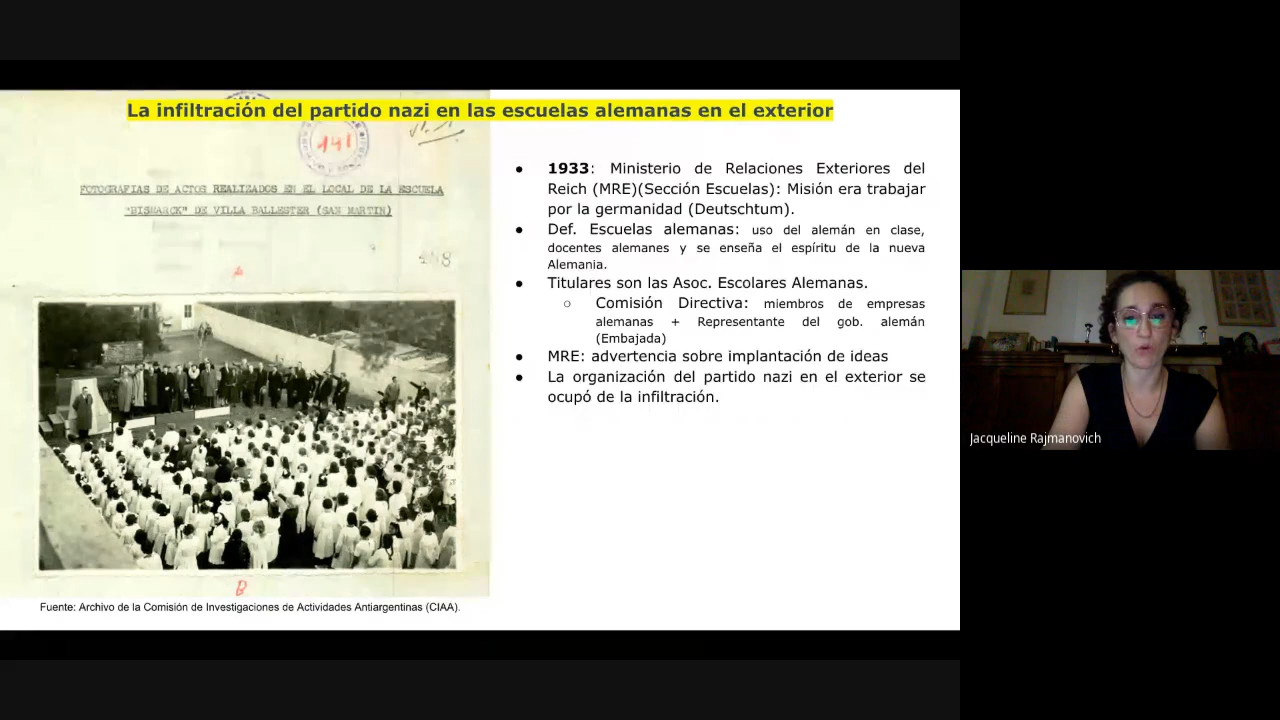 La infiltración del partido nazi en las escuelas alemanas en el exterior
141
FOTOGRAFIAS DE ACTOS REALIZADOS EN EL LOCAL DE LA ESCUELA
"BISMARCK" DE VILLA BALLESTER (SAN MARTIN)
A
B
Fuente: Archivo de la Comisión de Investigaciones de Actividades Antiargentinas (CIAA).
● 1933: Ministerio de Relaciones Exteriores del
Reich (MRE)(Sección Escuelas): Misión era trabajar
por la germanidad (Deutschtum).
● Def. Escuelas alemanas: uso del alemán en clase,
docentes alemanes y se enseña el espíritu de la nueva
Alemania.
● Titulares son las Asoc. Escolares Alemanas.
○ Comisión Directiva: miembros de empresas
alemanas + Representante del gob. alemán
(Embajada)
● MRE: advertencia sobre implantación de ideas
● La organización del partido nazi en el exterior se
ocupó de la infiltración.
Jacqueline Rajmanovich